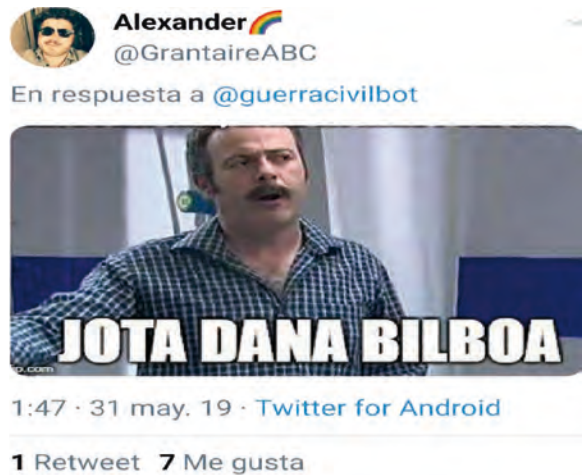 Alexander🌈
@GrantaireABC
En respuesta a @guerracivilbot
JOTA DANA BILBOA
1:47 · 31 may. 19 · Twitter for Android
1 Retweet 7 Me gusta